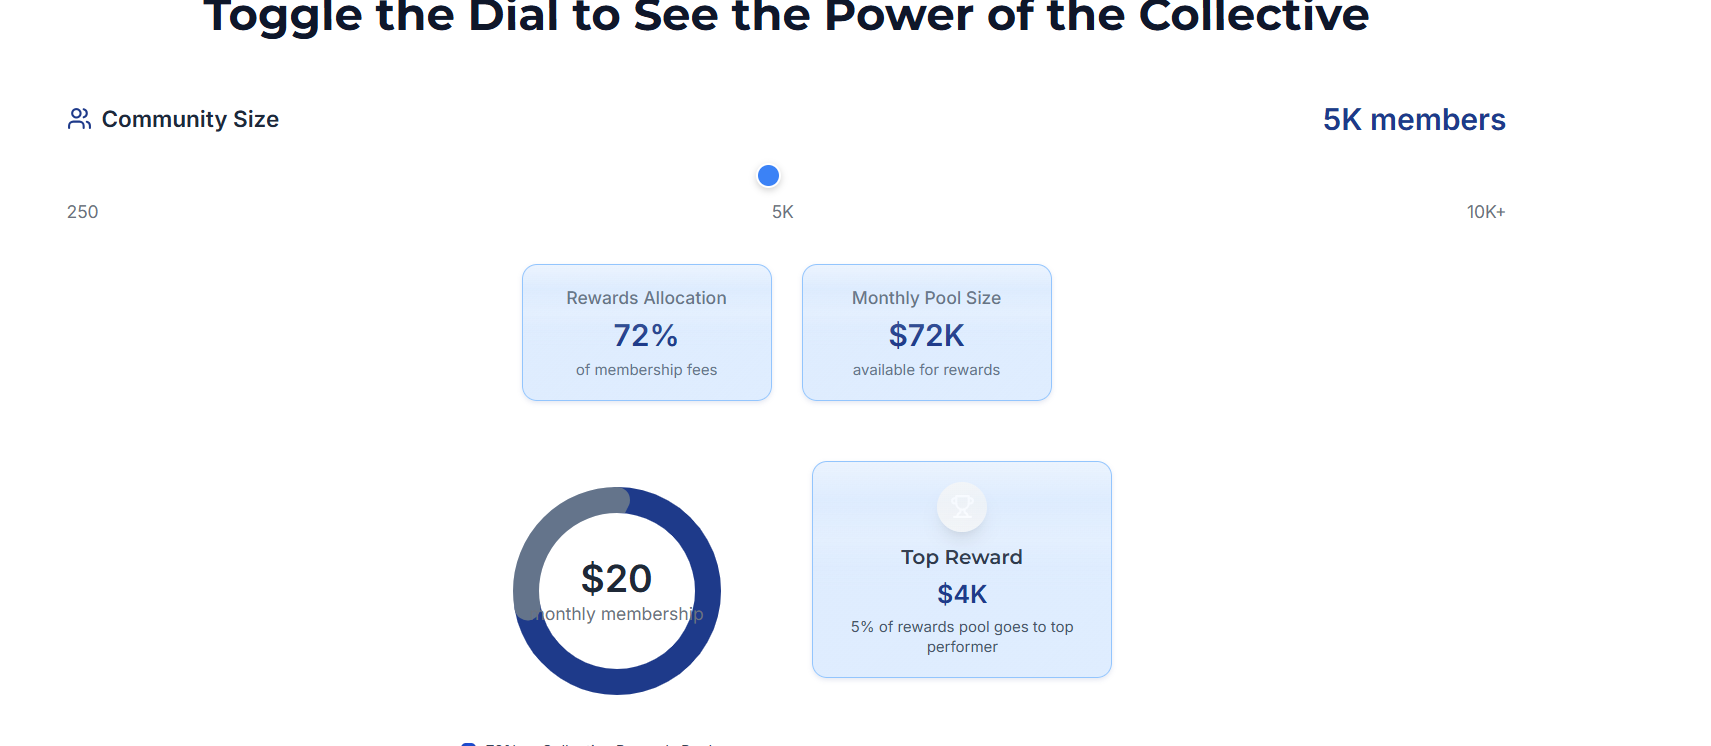 Toggle the Dial to See the Power of the Collective
Community Size
5K members
250
5K
10K+
Rewards Allocation
72%
of membership fees
Monthly Pool Size
$72K
available for rewards
$20
monthly membership
Top Reward
$4K
5% of rewards pool goes to top
performer